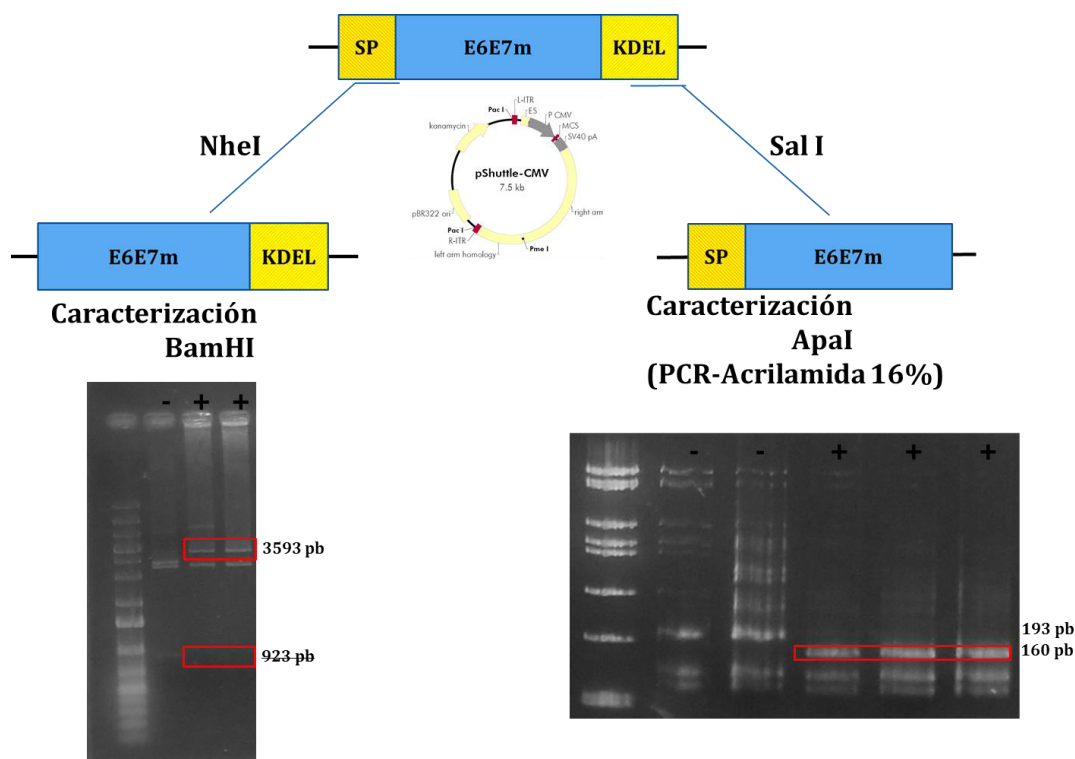 SP
E6E7m
KDEL
NheI
Sal I
L-ITR
Pac I
ES
P CMV
MCS
SV40 pA
kanamycin
pShuttle-CMV
7.5 kb
right arm
pBR322 ori
Pac I
R-ITR
left arm homology
Pme I
E6E7m
KDEL
SP
E6E7m
Caracterización
BamHI
Caracterización
ApaI
(PCR-Acrilamida 16%)
- + +
3593 pb
923 pb
- - + + +
193 pb
160 pb